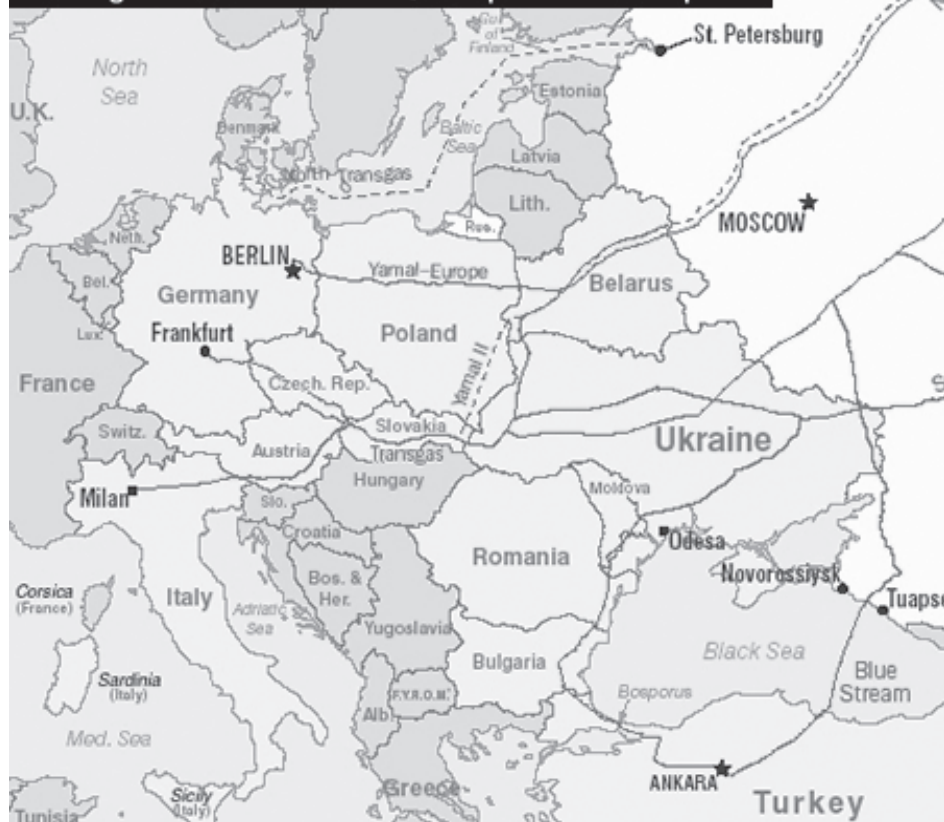 St. Petersburg
Gulf
of
Finland
North
Sea
U.K.
Estonia
Denmark
Baltic
Sea
Latvia
North Transgas
Lith.
MOSCOW
Rus.
Neth.
BERLIN
Yamal–Europe
Belarus
Bel.
Germany
Poland
Lux.
Frankfurt
Yamal II
France
Czech. Rep.
Slovakia
Switz.
Austria
Ukraine
Transgas
Hungary
Milan
Moldova
Slo.
Croatia
Odesa
Romania
Novorossiysk
Bos. &
Her.
Corsica
(France)
Italy
Tuapse
Adriatic
Sea
Yugoslavia
Black Sea
Bulgaria
Blue
Stream
Sardinia
(Italy)
F.Y.R.O.M.
Bosporus
Alb.
Med. Sea
ANKARA
Greece
Sicily
(Italy)
Turkey
Tunisia